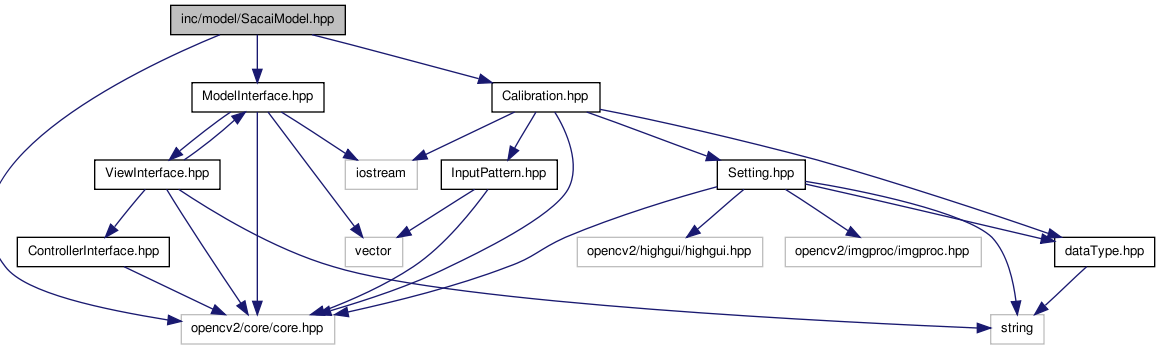 inc/model/SacaiModel.hpp
ModelInterface.hpp
Calibration.hpp
ViewInterface.hpp
iostream
InputPattern.hpp
Setting.hpp
ControllerInterface.hpp
vector
opencv2/highgui/highgui.hpp
opencv2/imgproc/imgproc.hpp
dataType.hpp
opencv2/core/core.hpp
string